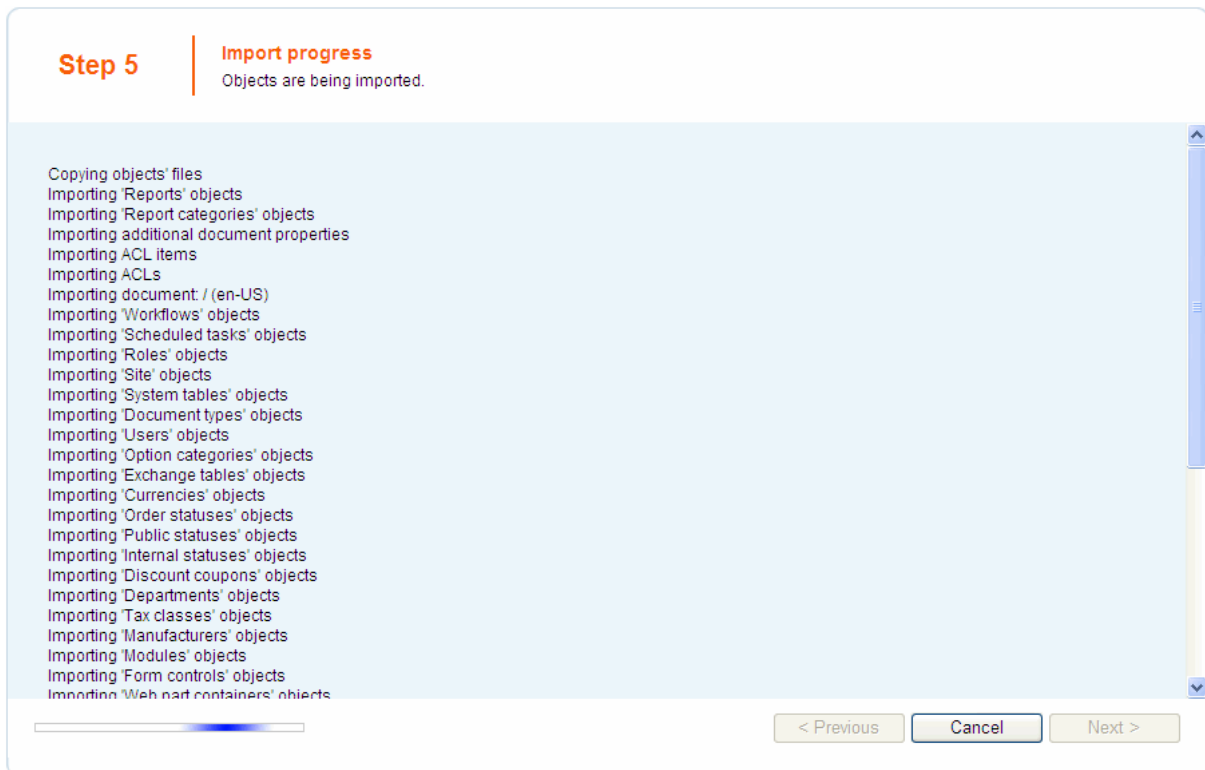 Step 5
Import progress
Objects are being imported.
Copying objects' files
Importing 'Reports' objects
Importing 'Report categories' objects
Importing additional document properties
Importing ACL items
Importing ACLs
Importing document: / (en-US)
Importing 'Workflows' objects
Importing 'Scheduled tasks' objects
Importing 'Roles' objects
Importing 'Site' objects
Importing 'System tables' objects
Importing 'Document types' objects
Importing 'Users' objects
Importing 'Option categories' objects
Importing 'Exchange tables' objects
Importing 'Currencies' objects
Importing 'Order statuses' objects
Importing 'Public statuses' objects
Importing 'Internal statuses' objects
Importing 'Discount coupons' objects
Importing 'Departments' objects
Importing 'Tax classes' objects
Importing 'Manufacturers' objects
Importing 'Modules' objects
Importing 'Form controls' objects
Importing 'Web part containers' objects
< Previous
Cancel
Next >